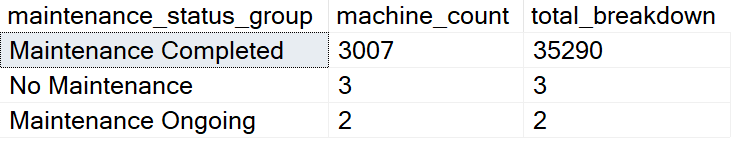 maintenance_status_group machine_count total_breakdown
Maintenance Completed 3007 35290
No Maintenance 3 3
Maintenance Ongoing 2 2